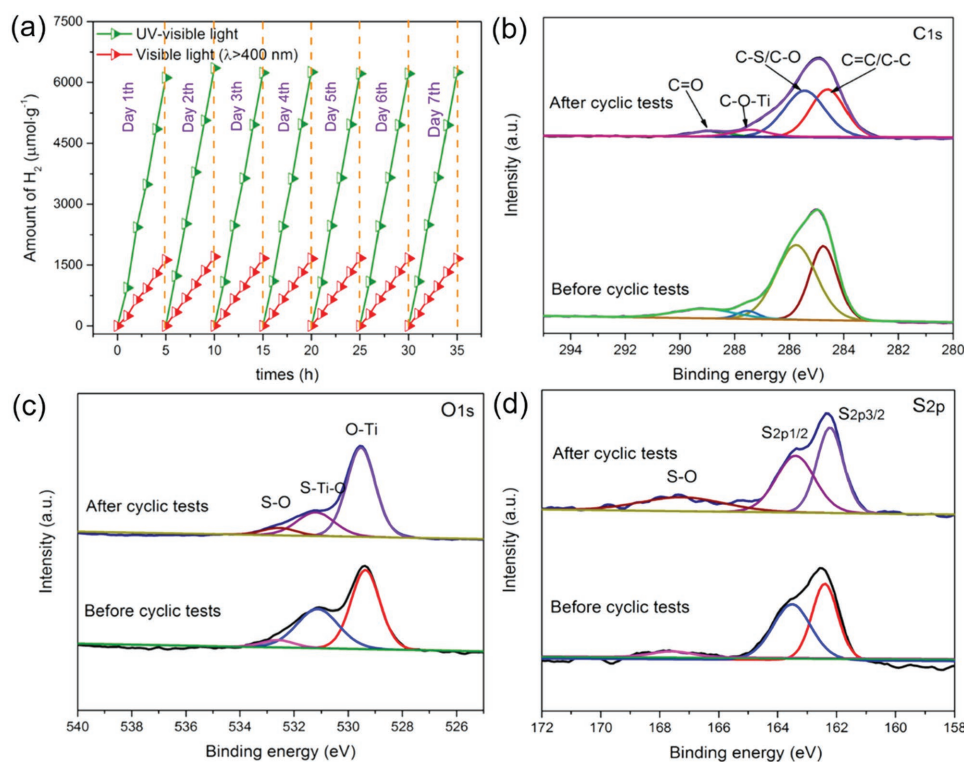 (a)
UV-visible light
Visible light (λ>400 nm)
Day 1th
Day 2th
Day 3th
Day 4th
Day 5th
Day 6th
Day 7th
7500
6000
4500
3000
1500
0
Amount of H₂ (μmol·g⁻¹)
0 5 10 15 20 25 30 35
times (h)
(b)
C1s
C-S/C-O
C=C/C-C
C=O
C-O-Ti
After cyclic tests
Before cyclic tests
Intensity (a.u.)
294 292 290 288 286 284 282 280
Binding energy (eV)
(c)
O1s
O-Ti
S-Ti-O
S-O
After cyclic tests
Before cyclic tests
Intensity (a.u.)
540 538 536 534 532 530 528 526
Binding energy (eV)
(d)
S2p
S2p3/2
S2p1/2
S-O
After cyclic tests
Before cyclic tests
Intensity (a.u.)
172 170 168 166 164 162 160 158
Binding energy (eV)